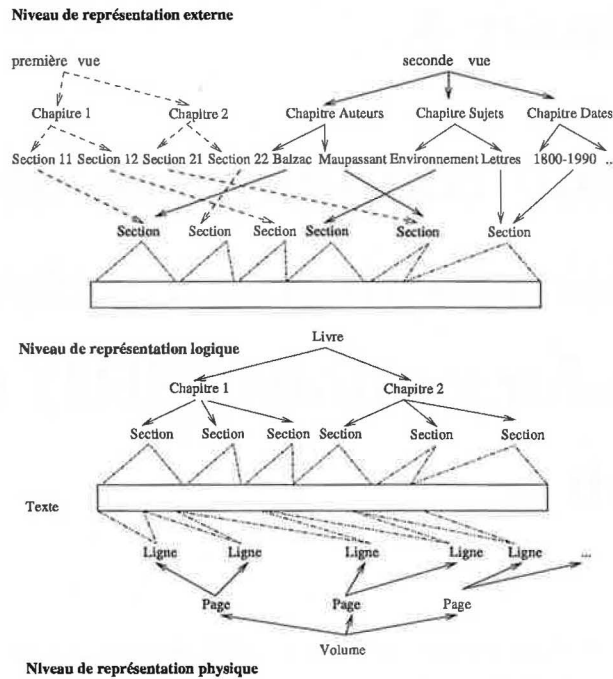 Niveau de représentation externe
première vue seconde vue
Chapitre 1 Chapitre 2 Chapitre Auteurs Chapitre Sujets Chapitre Dates
Section 11 Section 12 Section 21 Section 22 Balzac Maupassant Environnement Lettres 1800-1990 ...
Section Section Section Section Section Section
Livre
Niveau de représentation logique
Chapitre 1 Chapitre 2
Section Section Section Section Section Section
Texte
Ligne Ligne Ligne Ligne Ligne ...
Page Page Page
Volume
Niveau de représentation physique